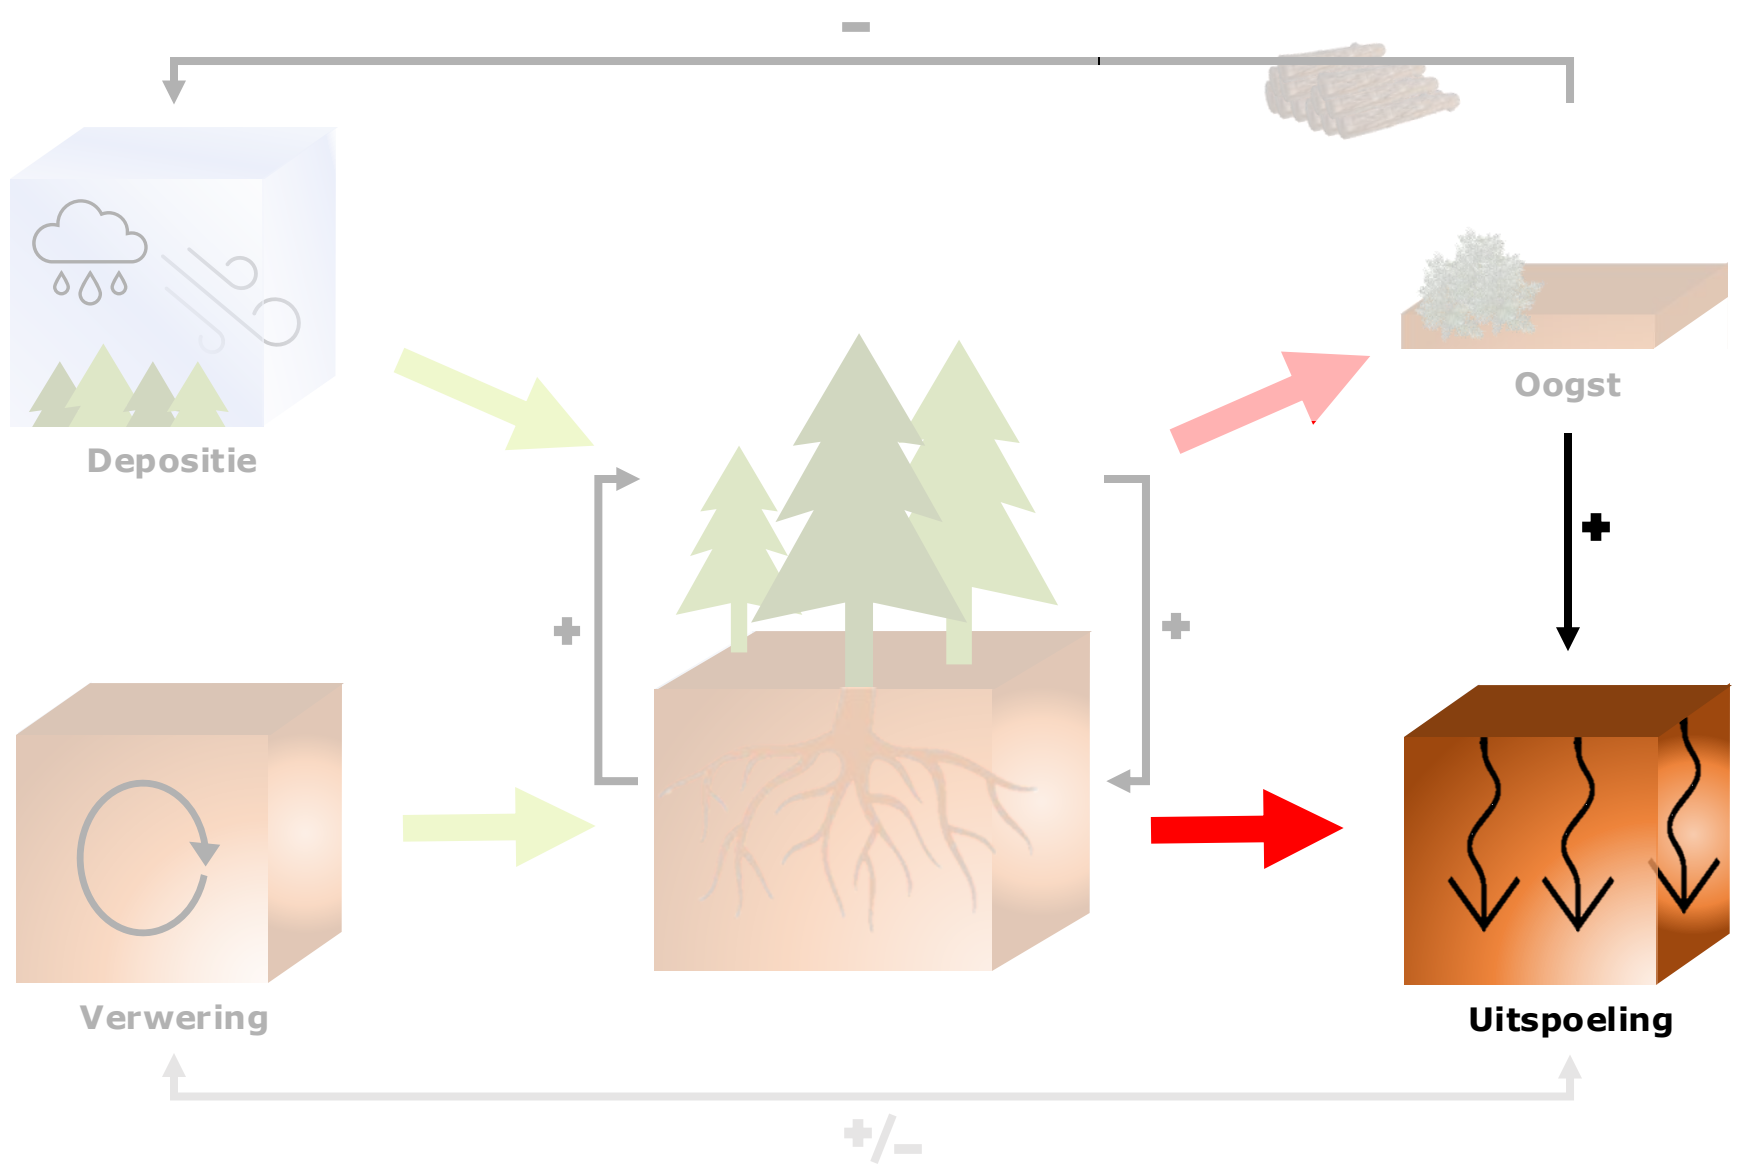 -
Depositie
Oogst
+
+
+
Verwering
Uitspoeling
+/-